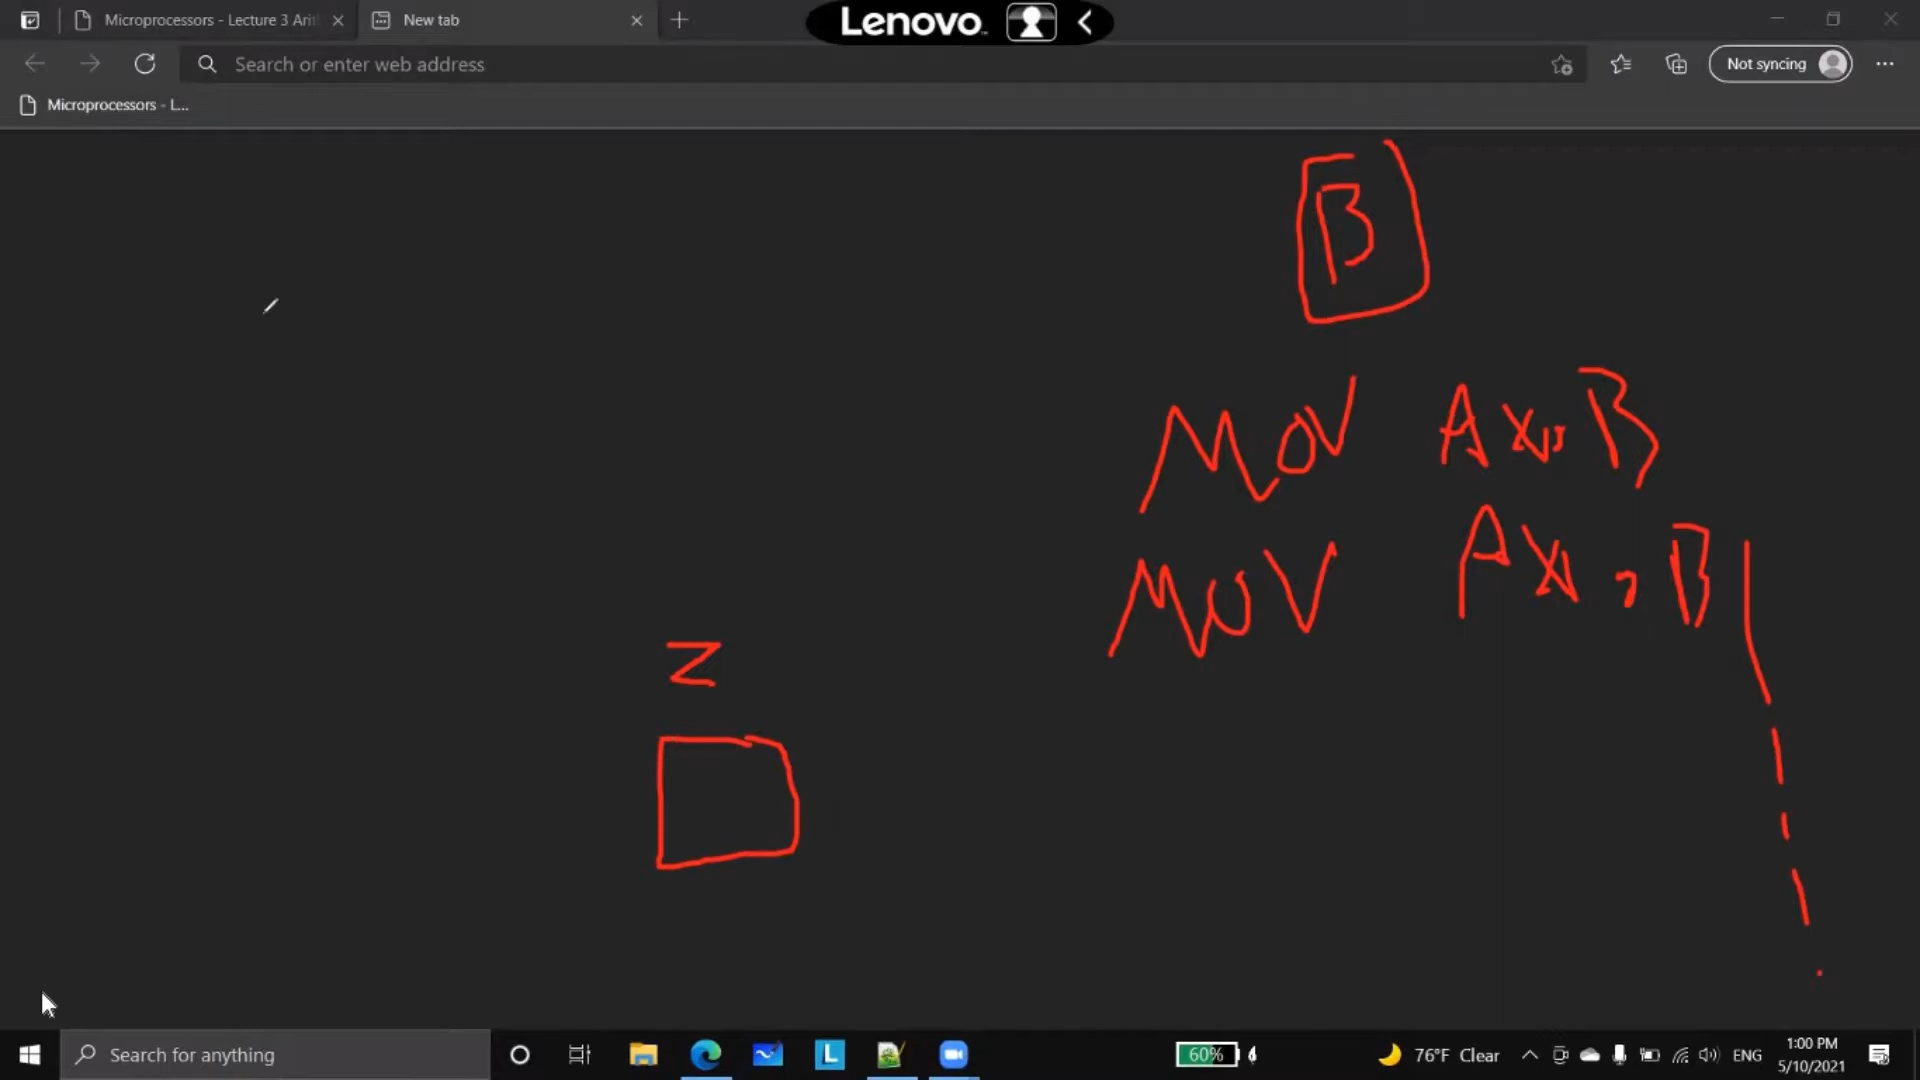 Microprocessors - Lecture 3 Arit
New tab
Lenovo
Search or enter web address
Not syncing
Microprocessors - L...
B
MOV AX, B
MOV AX, B
Z
Search for anything
L
60%
76°F Clear
ENG
1:00 PM
5/10/2021